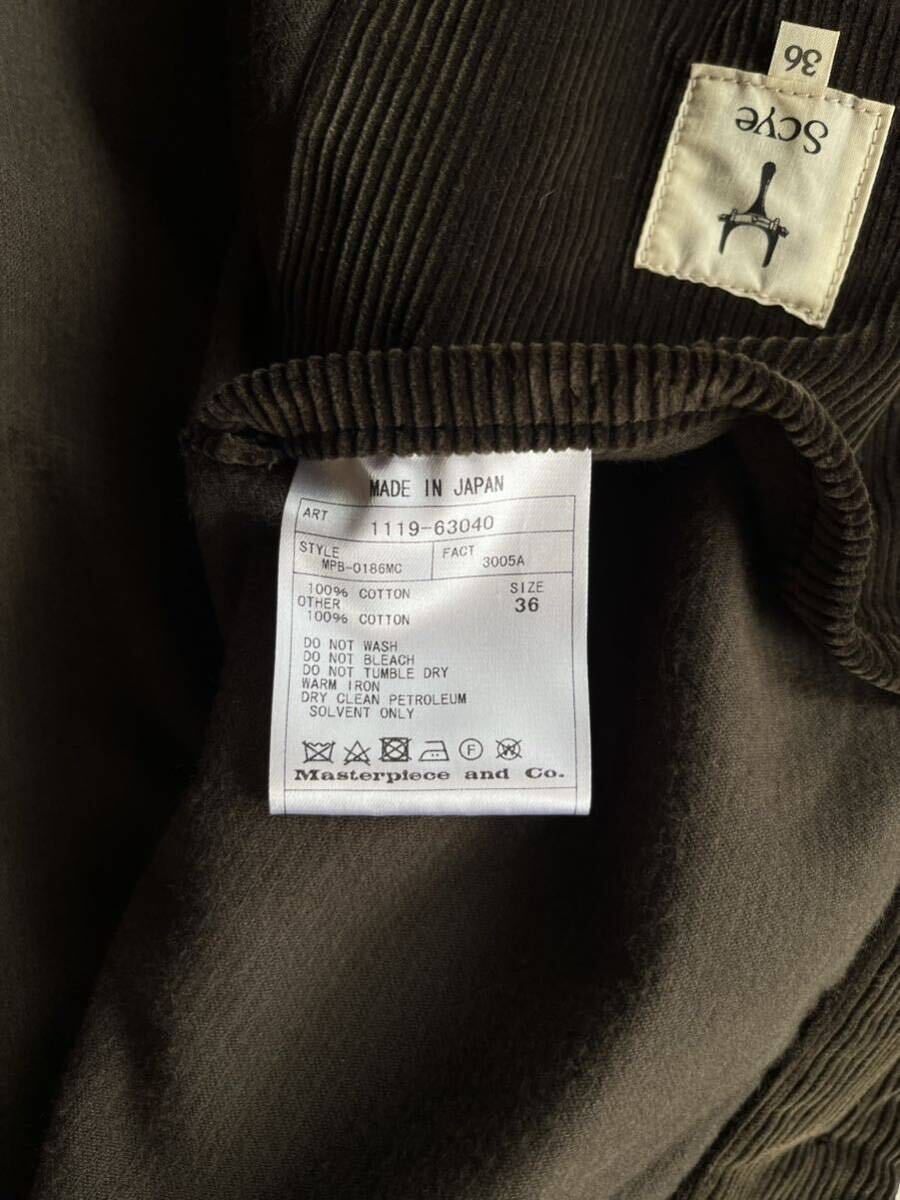 36
Scye
MADE IN JAPAN
ART 1119-63040
STYLE MPB-0186MC FACT 3005A
100% COTTON SIZE
OTHER 36
100% COTTON
DO NOT WASH
DO NOT BLEACH
DO NOT TUMBLE DRY
WARM IRON
DRY CLEAN PETROLEUM
SOLVENT ONLY
F W
Masterpiece and Co.